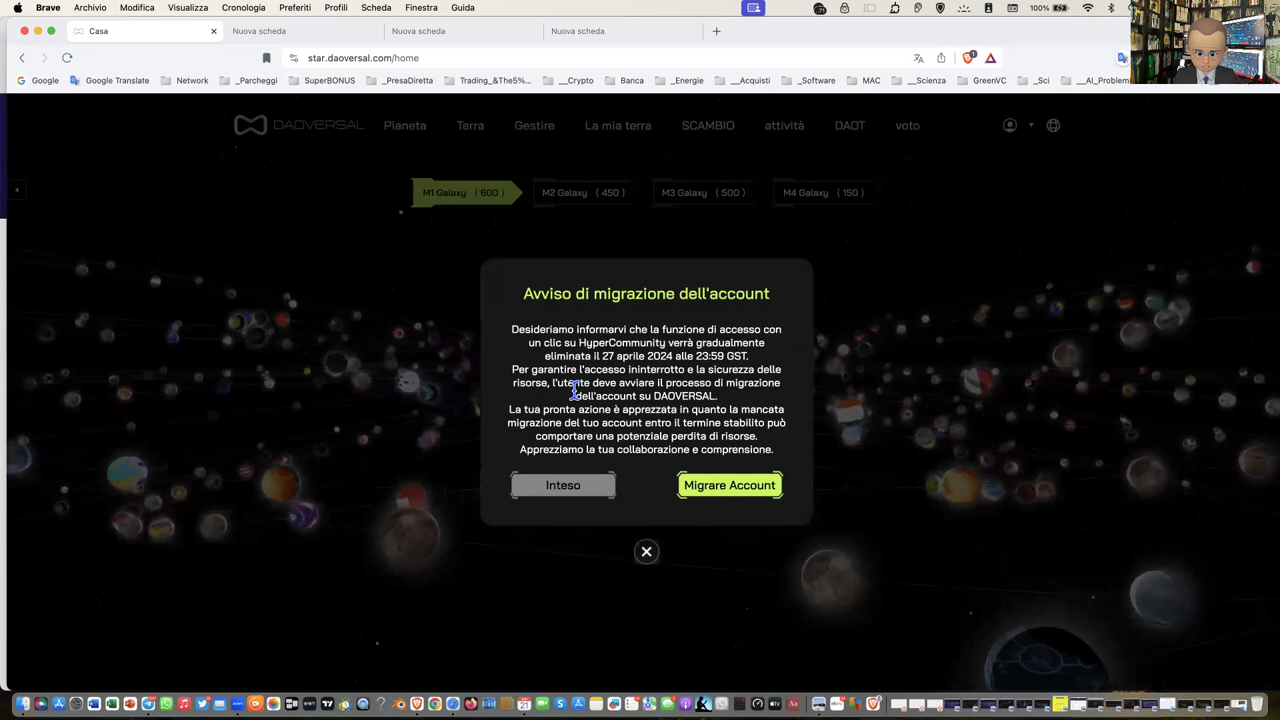 Brave Archivio Modifica Visualizza Cronologia Preferiti Profili Scheda Finestra Guida 100%
Casa Nuova scheda Nuova scheda Nuova scheda
star.daoversal.com/home
Google Google Translate Network _Parcheggi SuperBONUS _PresaDiretta Trading_&The5%... __Crypto Banca _Energie __Acquisti _Software MAC __Scienza GreenVC _Sci __AI_Problemi
DAOVERSAL Pianeta Terra Gestire La mia terra SCAMBIO attività DAOT voto
M1 Galaxy ( 600 ) M2 Galaxy ( 450 ) M3 Galaxy ( 500 ) M4 Galaxy ( 150 )
Avviso di migrazione dell'account
Desideriamo informarvi che la funzione di accesso con
un clic su HyperCommunity verrà gradualmente
eliminata il 27 aprile 2024 alle 23:59 GST.
Per garantire l'accesso ininterrotto e la sicurezza delle
risorse, l'utente deve avviare il processo di migrazione
dell'account su DAOVERSAL.
La tua pronta azione è apprezzata in quanto la mancata
migrazione del tuo account entro il termine stabilito può
comportare una potenziale perdita di risorse.
Apprezziamo la tua collaborazione e comprensione.
Inteso Migrare Account